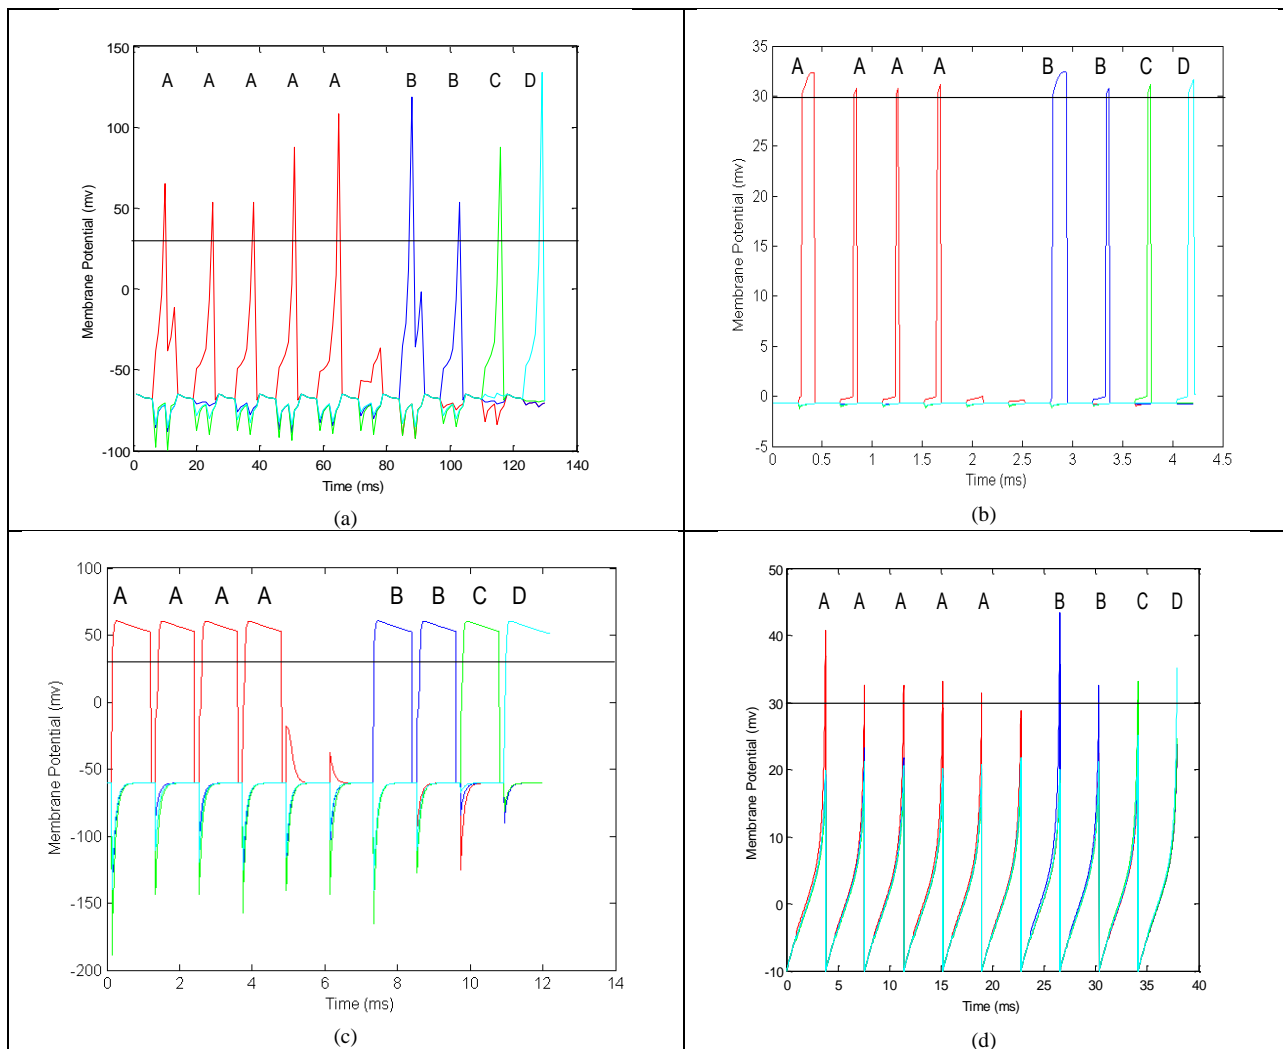 A A A A A B B C D
150
100
50
0
-50
-100
0 20 40 60 80 100 120 140
Membrane Potential (mv)
Time (ms)
(a)
A A A A B B C D
35
30
25
20
15
10
5
0
-5
0 0.5 1 1.5 2 2.5 3 3.5 4 4.5
Membrane Potential (mv)
Time (ms)
(b)
A A A A B B C D
100
50
0
-50
-100
-150
-200
0 2 4 6 8 10 12 14
Membrane Potential (mv)
Time (ms)
(c)
A A A A A B B C D
50
40
30
20
10
0
-10
0 5 10 15 20 25 30 35 40
Membrane Potential (mv)
Time (ms)
(d)